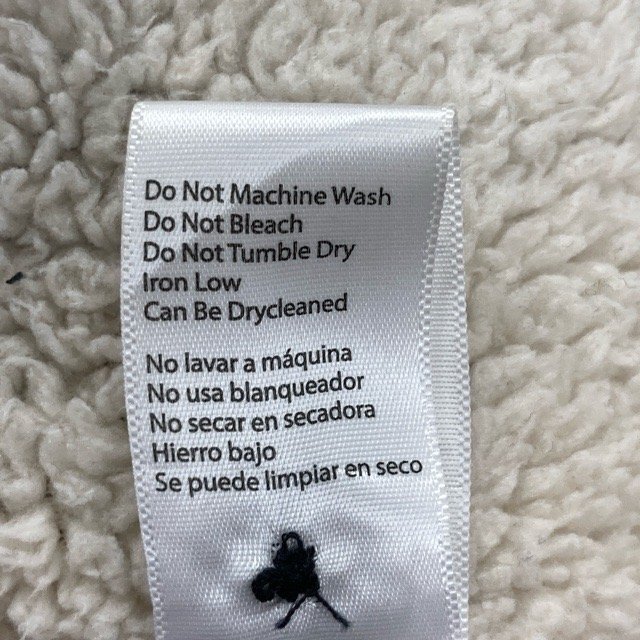 Do Not Machine Wash
Do Not Bleach
Do Not Tumble Dry
Iron Low
Can Be Drycleaned
No lavar a máquina
No usa blanqueador
No secar en secadora
Hierro bajo
Se puede limpiar en seco